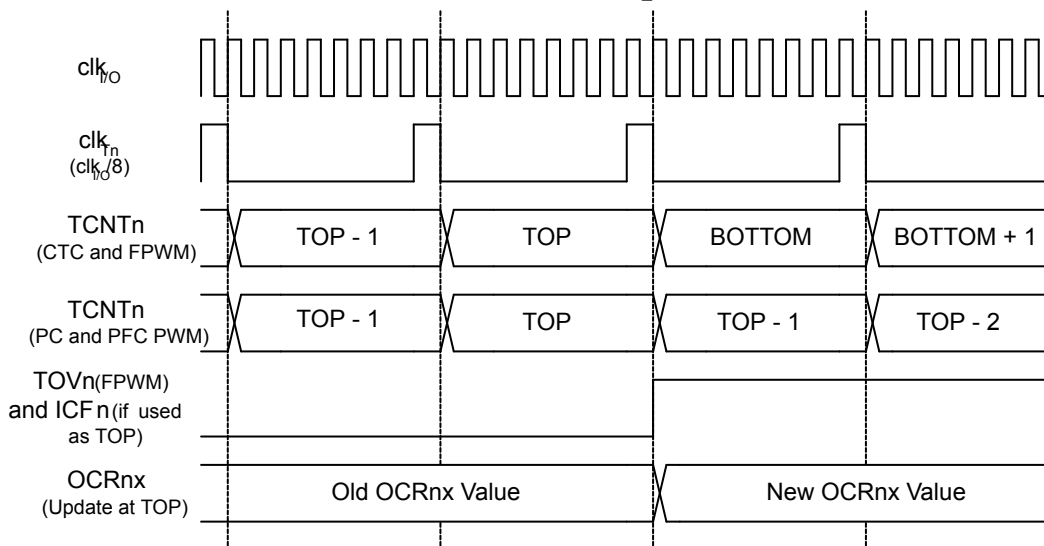 clkI/O
clkTn
(clkI/O/8)
TCNTn
(CTC and FPWM)
TOP - 1
TOP
BOTTOM
BOTTOM + 1
TCNTn
(PC and PFC PWM)
TOP - 1
TOP
TOP - 1
TOP - 2
TOVn(FPWM)
and ICFn(if used
as TOP)
OCRnx
(Update at TOP)
Old OCRnx Value
New OCRnx Value